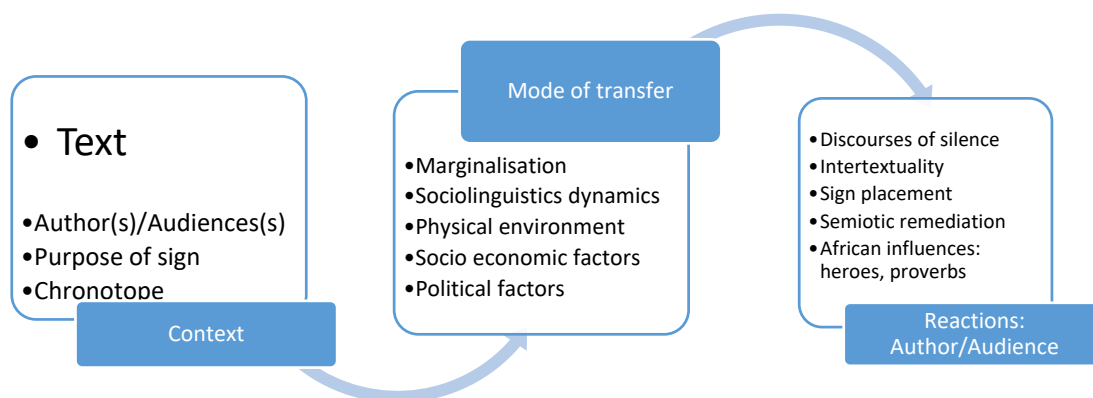 • Text
•Author(s)/Audiences(s)
•Purpose of sign
•Chronotope
Context
Mode of transfer
•Marginalisation
•Sociolinguistics dynamics
•Physical environment
•Socio economic factors
•Political factors
•Discourses of silence
•Intertextuality
•Sign placement
•Semiotic remediation
•African influences:
heroes, proverbs
Reactions:
Author/Audience